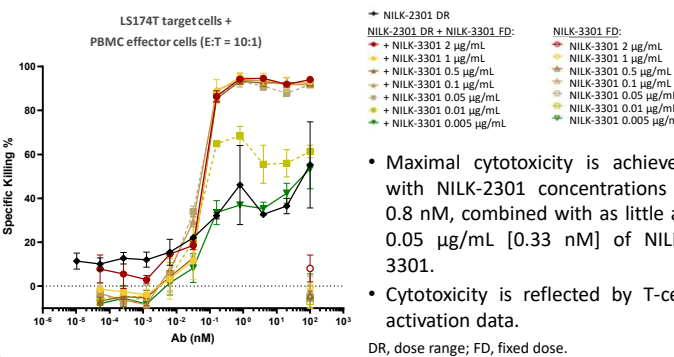 LS174T target cells +
PBMC effector cells (E:T = 10:1)
Specific Killing %
100
80
60
40
20
0
10-6 10-5 10-4 10-3 10-2 10-1 100 101 102 103
Ab (nM)
NILK-2301 DR
NILK-2301 DR + NILK-3301 FD:
+ NILK-3301 2 µg/mL
+ NILK-3301 1 µg/mL
+ NILK-3301 0.5 µg/mL
+ NILK-3301 0.1 µg/mL
+ NILK-3301 0.05 µg/mL
+ NILK-3301 0.01 µg/mL
+ NILK-3301 0.005 µg/mL
NILK-3301 FD:
NILK-3301 2 µg/mL
NILK-3301 1 µg/mL
NILK-3301 0.5 µg/mL
NILK-3301 0.1 µg/mL
NILK-3301 0.05 µg/mL
NILK-3301 0.01 µg/mL
NILK-3301 0.005 µg/m
• Maximal cytotoxicity is achieve
with NILK-2301 concentrations
0.8 nM, combined with as little a
0.05 µg/mL [0.33 nM] of NILK
3301.
• Cytotoxicity is reflected by T-ce
activation data.
DR, dose range; FD, fixed dose.